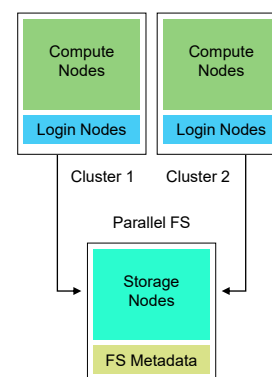 Compute
Nodes
Login Nodes
Compute
Nodes
Login Nodes
Cluster 1
Cluster 2
Parallel FS
Storage
Nodes
FS Metadata